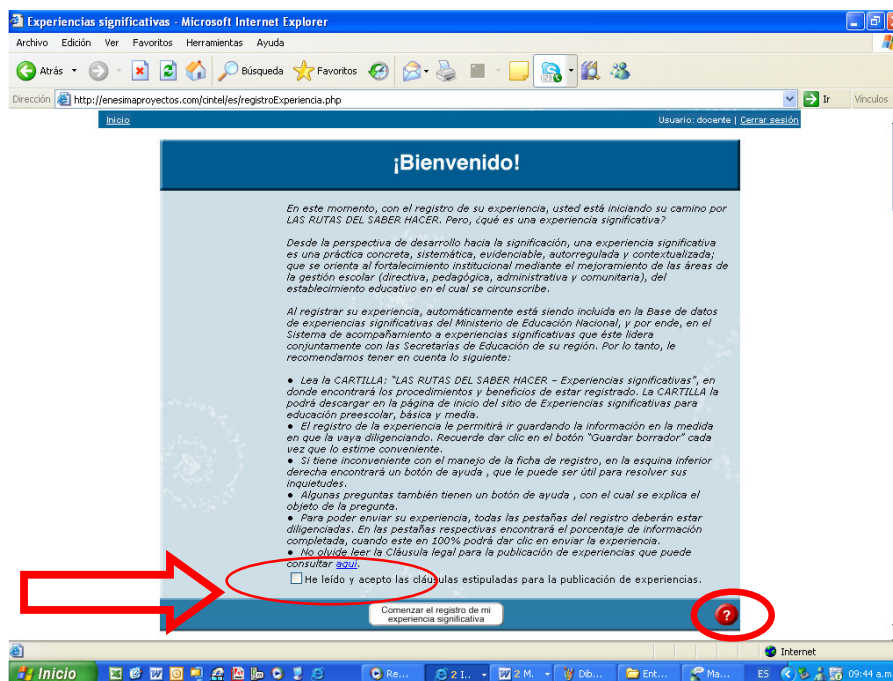 Experiencias significativas - Microsoft Internet Explorer
Archivo Edición Ver Favoritos Herramientas Ayuda
Atrás Búsqueda Favoritos
Dirección http://enesimaproyectos.com/cintel/es/registroExperiencia.php Ir Vínculos
Inicio Usuario: docente | Cerrar sesión
¡Bienvenido!
En este momento, con el registro de su experiencia, usted está iniciando su camino por
LAS RUTAS DEL SABER HACER. Pero, ¿qué es una experiencia significativa?
Desde la perspectiva de desarrollo hacia la significación, una experiencia significativa
es una práctica concreta, sistemática, evidenciable, autorregulada y contextualizada;
que se orienta al fortalecimiento institucional mediante el mejoramiento de las áreas de
la gestión escolar (directiva, pedagógica, administrativa y comunitaria), del
establecimiento educativo en el cual se circunscribe.
Al registrar su experiencia, automáticamente está siendo incluida en la Base de datos
de experiencias significativas del Ministerio de Educación Nacional, y por ende, en el
Sistema de acompañamiento a experiencias significativas que éste lidera
conjuntamente con las Secretarías de Educación de su región. Por lo tanto, le
recomendamos tener en cuenta lo siguiente:
• Lea la CARTILLA: "LAS RUTAS DEL SABER HACER – Experiencias significativas", en
donde encontrará los procedimientos y beneficios de estar registrado. La CARTILLA la
podrá descargar en la página de inicio del sitio de Experiencias significativas para
educación preescolar, básica y media.
• El registro de la experiencia le permitirá ir guardando la información en la medida
en que la vaya diligenciando. Recuerde dar clic en el botón "Guardar borrador" cada
vez que lo estime conveniente.
• Si tiene inconveniente con el manejo de la ficha de registro, en la esquina inferior
derecha encontrará un botón de ayuda , que le puede ser útil para resolver sus
inquietudes.
• Algunas preguntas también tienen un botón de ayuda , con el cual se explica el
objeto de la pregunta.
• Para poder enviar su experiencia, todas las pestañas del registro deberán estar
diligenciadas. En las pestañas respectivas encontrará el porcentaje de información
completada, cuando este en 100% podrá dar clic en enviar la experiencia.
• No olvide leer la Cláusula legal para la publicación de experiencias que puede
consultar aquí.
He leído y acepto las cláusulas estipuladas para la publicación de experiencias.
Comenzar el registro de mi
experiencia significativa
?
Internet
Inicio Re... 2 I.. 2 M. Dib... Ent... Ma... ES 09:44 a.m.